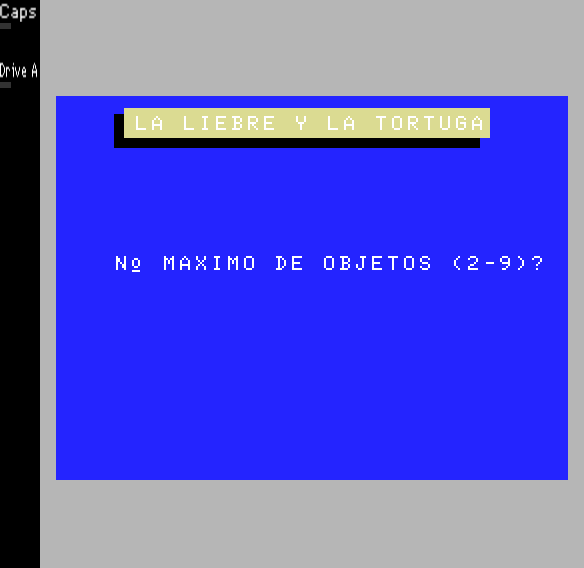 Caps
Drive A
LA LIEBRE Y LA TORTUGA
Nº MAXIMO DE OBJETOS (2-9)?